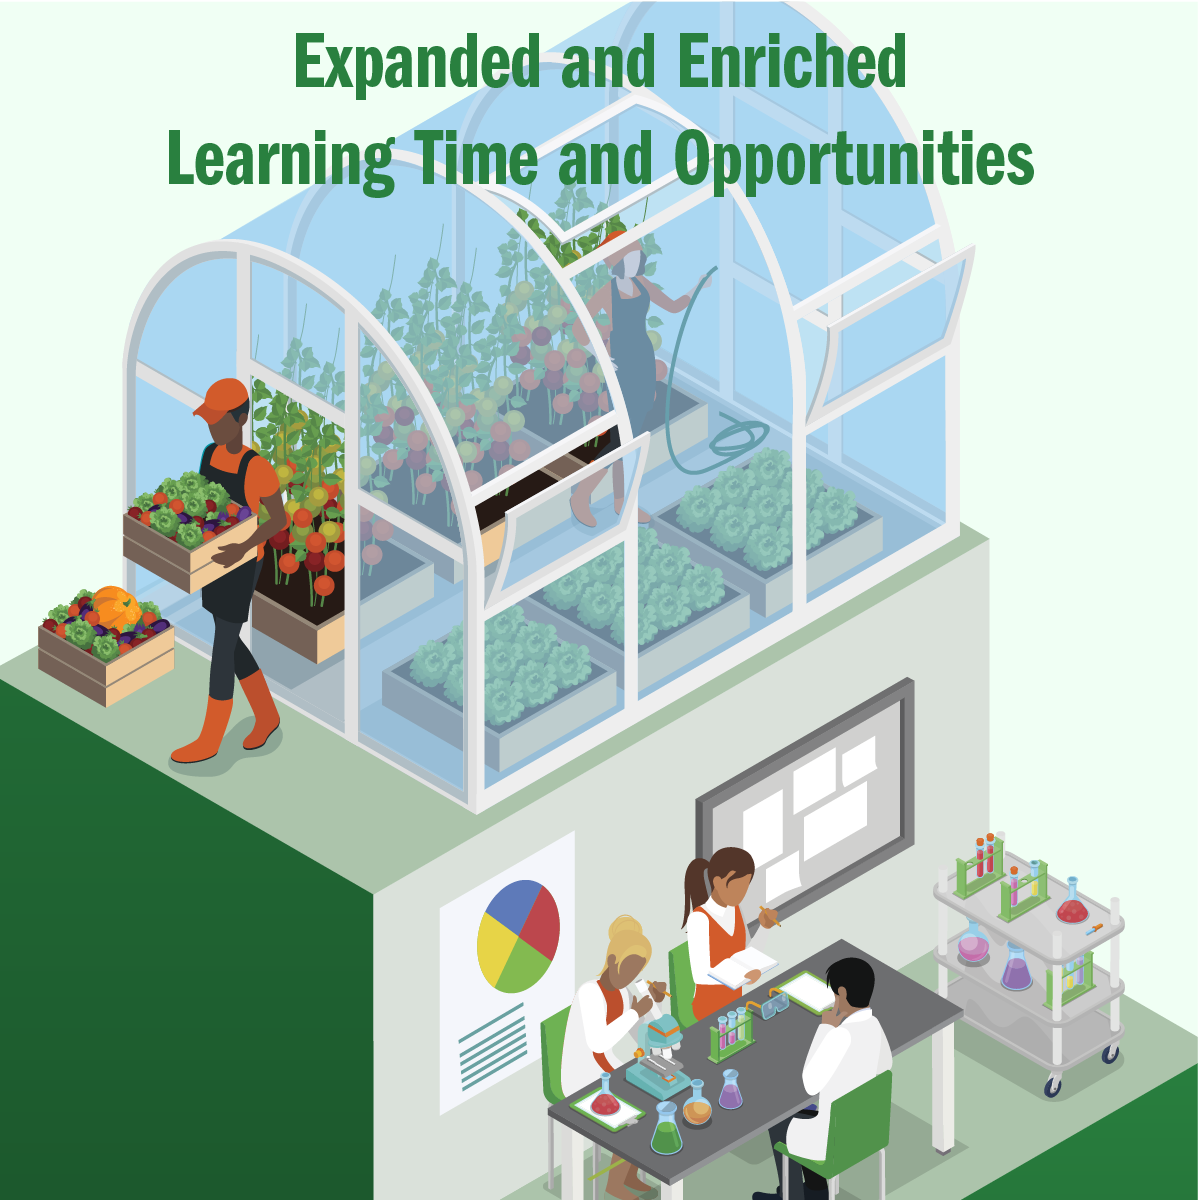 Expanded and Enriched
Learning Time and Opportunities